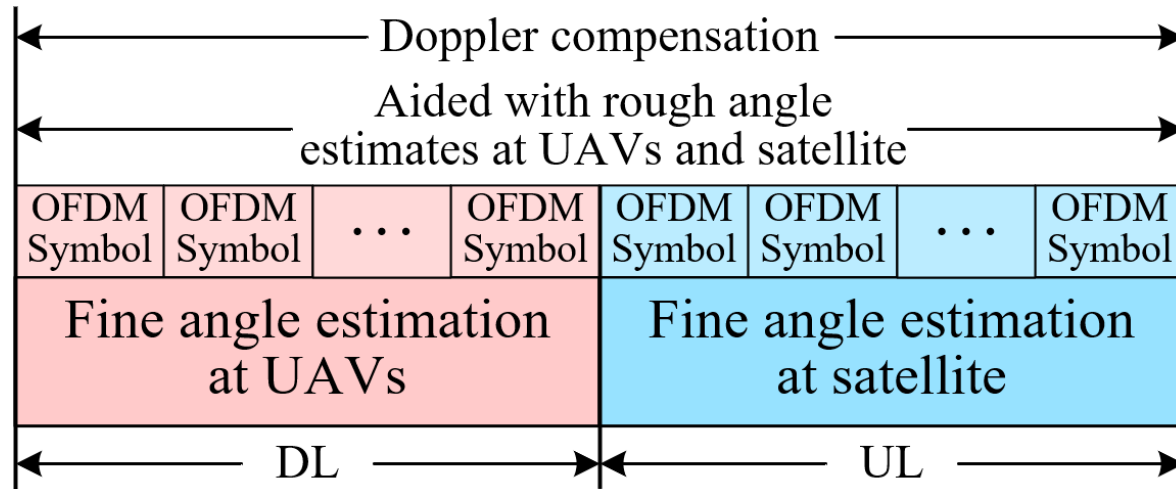 Doppler compensation
Aided with rough angle
estimates at UAVs and satellite
OFDM OFDM OFDM OFDM OFDM OFDM
Symbol Symbol ... Symbol Symbol Symbol ... Symbol
Fine angle estimation Fine angle estimation
at UAVs at satellite
DL UL